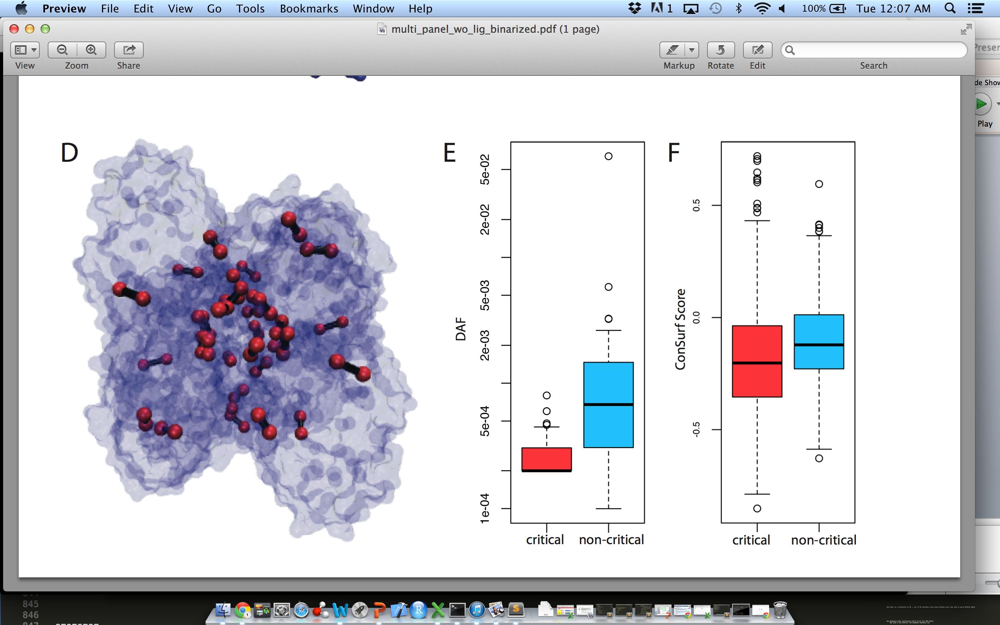 Preview File Edit View Go Tools Bookmarks Window Help 1 100% Tue 12:07 AM
multi_panel_wo_lig_binarized.pdf (1 page)
View Zoom Share Markup Rotate Edit Search
de Show
Play
D
E
DAF
5e-02
2e-02
5e-03
2e-03
5e-04
1e-04
critical non-critical
F
ConSurf Score
0.5
0.0
-0.5
critical non-critical
845
846